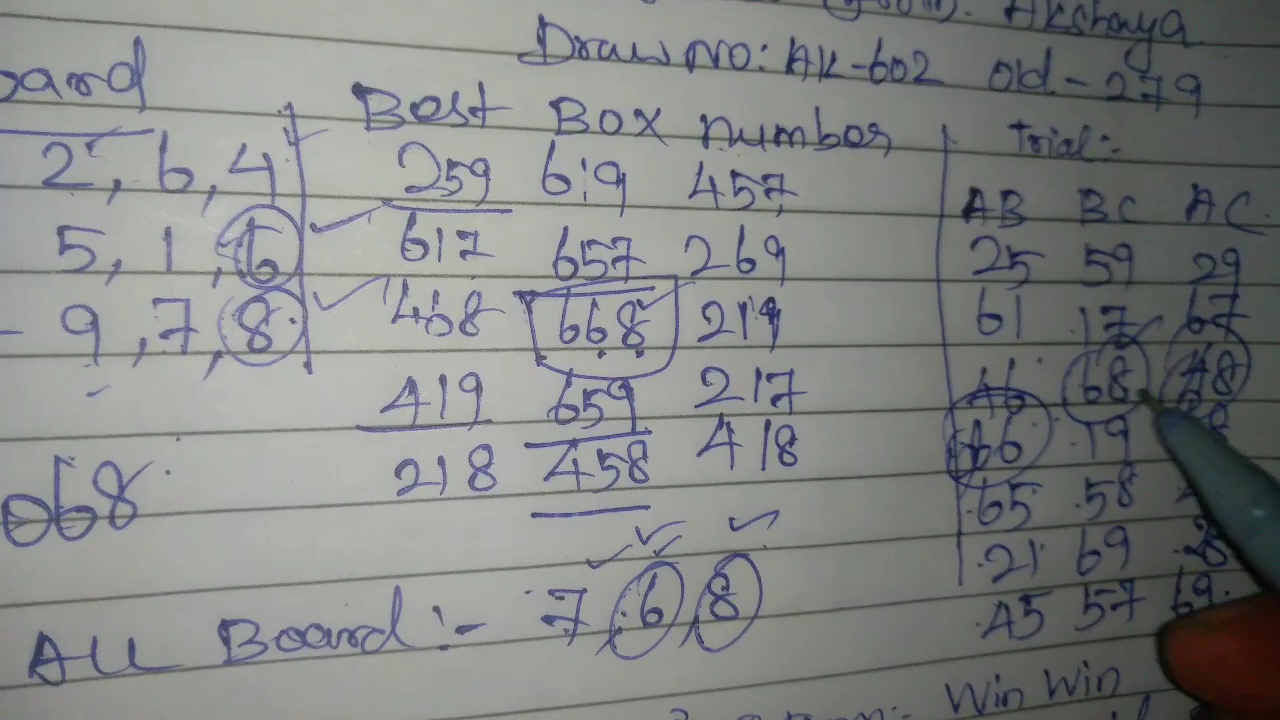 Akshaya
Draw No: AK-602 old - 279
Board
Best Box number
Trial:-
2, 6, 4
259 619 457
AB BC AC
5, 1, 6
617 657 269
25 59 29
- 9, 7, 8
468 668 219
61 17 67
419 659 217
46 68 48
218 458 418
66 19
068
65 58
21 69
All Board:- 7, 6, 8
45 57 69
Win Win